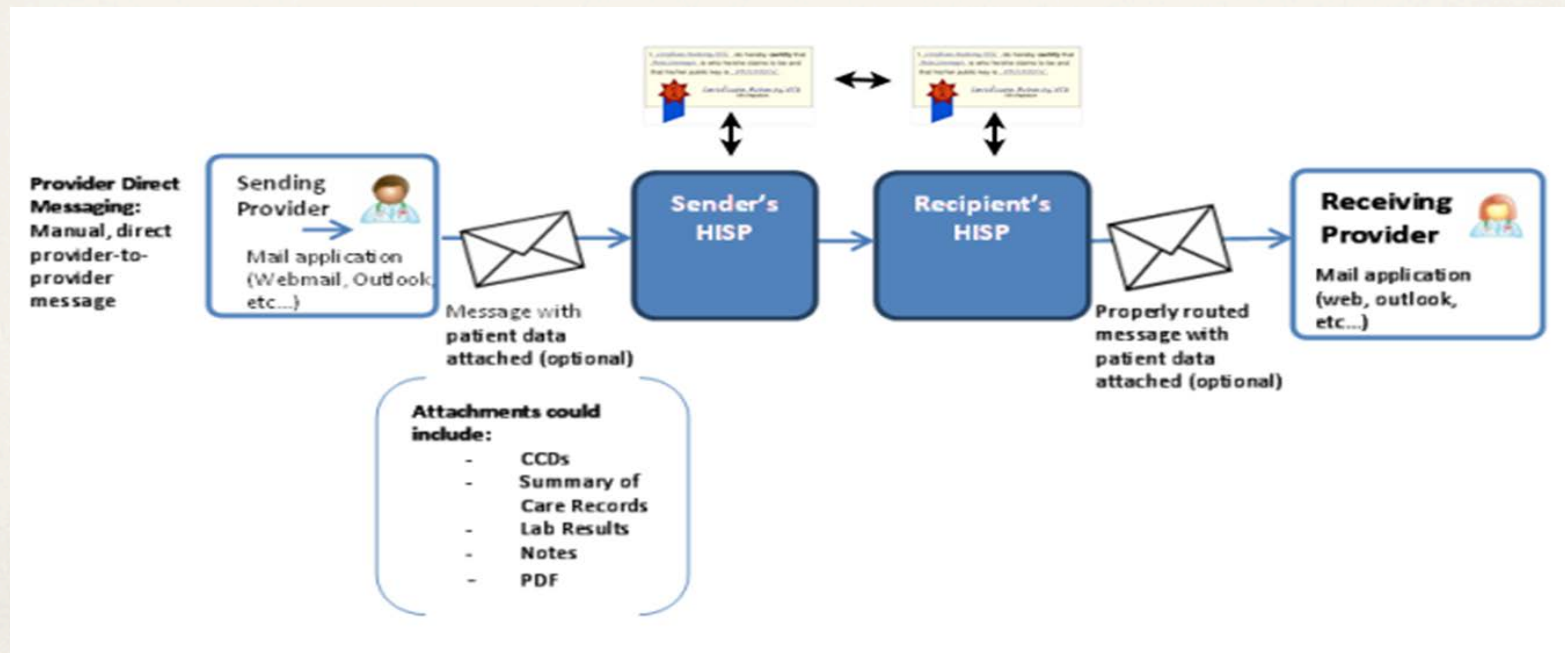 Provider Direct
Messaging:
Manual, direct
provider-to-
provider
message
Sending
Provider
Mail application
(Webmail, Outlook,
etc...)
Message with
patient data
attached (optional)
Attachments could
include:
- CCDs
- Summary of
Care Records
- Lab Results
- Notes
- PDF
Sender's
HISP
Recipient's
HISP
Properly routed
message with
patient data
attached (optional)
Receiving
Provider
Mail application
(web, outlook,
etc...)